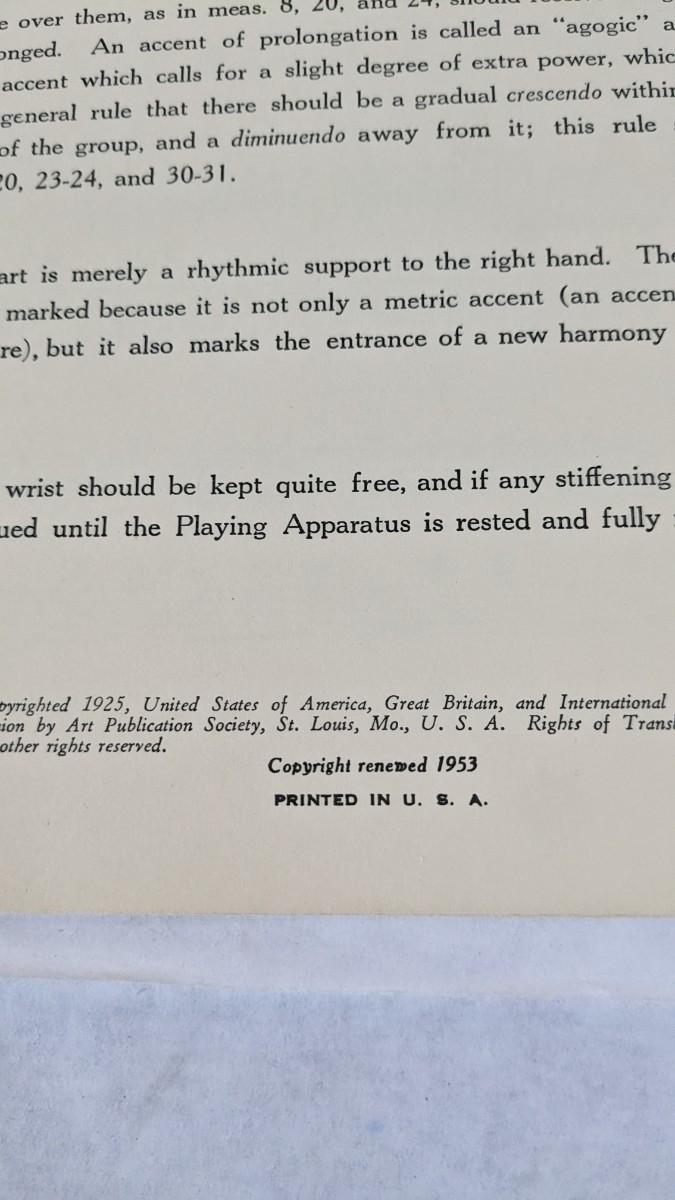 over them, as in meas. 8, 20, and 24,
onged. An accent of prolongation is called an "agogic" a
accent which calls for a slight degree of extra power, whic
general rule that there should be a gradual crescendo within
of the group, and a diminuendo away from it; this rule
20, 23-24, and 30-31.
art is merely a rhythmic support to the right hand. The
marked because it is not only a metric accent (an accen
re), but it also marks the entrance of a new harmony
wrist should be kept quite free, and if any stiffening
ued until the Playing Apparatus is rested and fully
pyrighted 1925, United States of America, Great Britain, and International
ion by Art Publication Society, St. Louis, Mo., U. S. A. Rights of Transl
other rights reserved.
Copyright renewed 1953
PRINTED IN U. S. A.